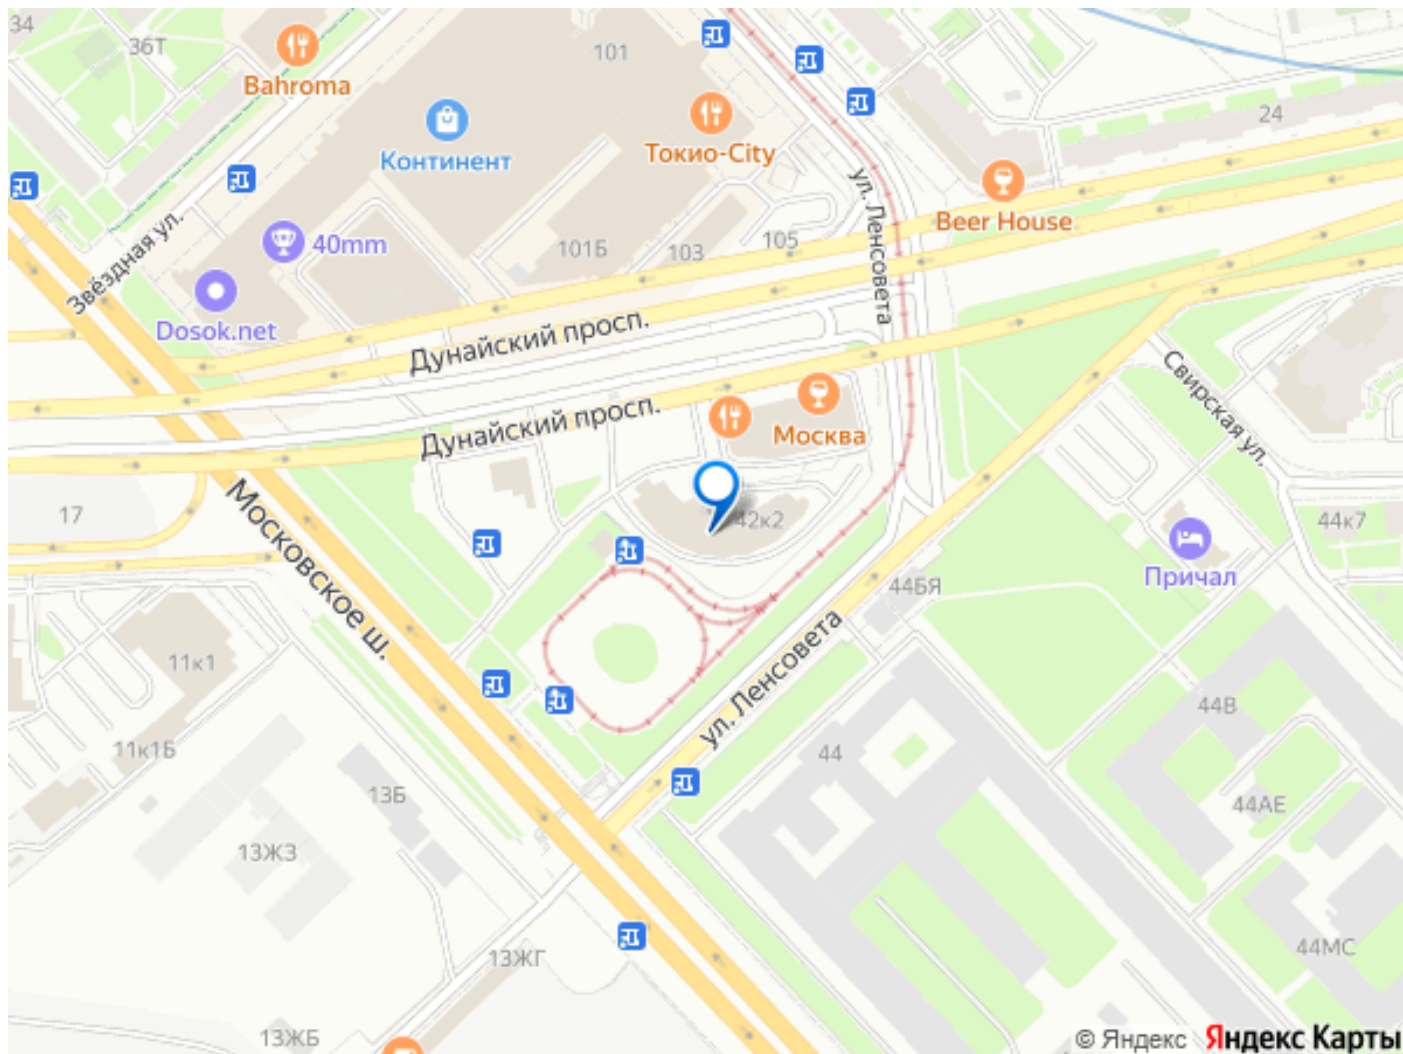 34
36Т
Bahroma
101
Континент
Токио-City
24
ул. Ленсовета
Beer House
Звёздная ул.
40mm
101Б
103
105
Dosok.net
Дунайский просп.
Дунайский просп.
Москва
Свирская ул.
Московское ш.
17
42к2
44к7
Причал
44БЯ
ул. Ленсовета
11к1
44В
11к1Б
44
13Б
44АЕ
13ЖЗ
13ЖГ
44МС
13ЖБ
© Яндекс Яндекс Карты